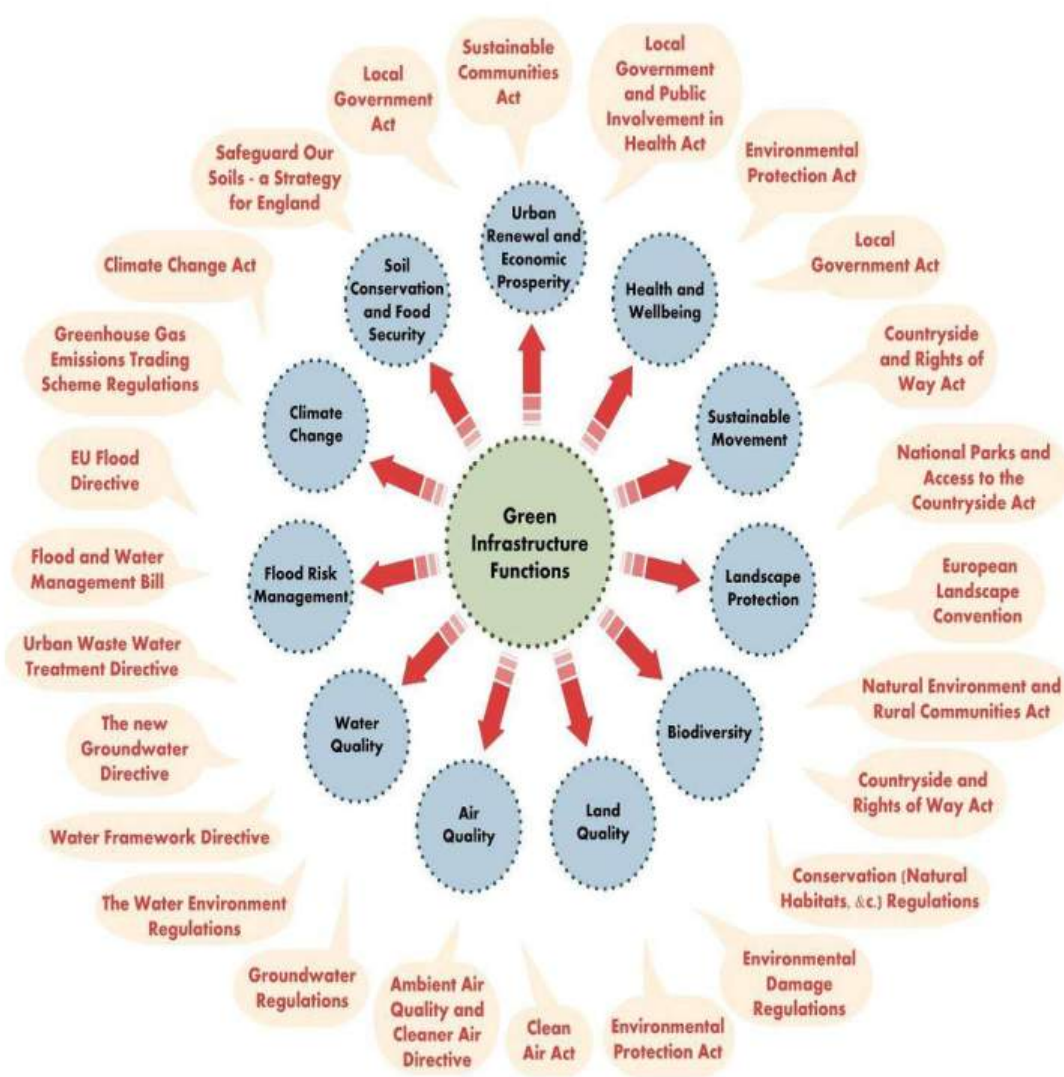 Local
Government
Act
Sustainable
Communities
Act
Local
Government
and Public
Involvement in
Health Act
Environmental
Protection Act
Safeguard Our
Soils - a Strategy
for England
Urban
Renewal and
Economic
Prosperity
Local
Government Act
Climate Change Act
Soil
Conservation
and Food
Security
Health and
Wellbeing
Greenhouse Gas
Emissions Trading
Scheme Regulations
Countryside
and Rights of
Way Act
Climate
Change
Sustainable
Movement
EU Flood
Directive
National Parks and
Access to the
Countryside Act
Green
Infrastructure
Functions
Flood and Water
Management Bill
Flood Risk
Management
Landscape
Protection
European
Landscape
Convention
Urban Waste Water
Treatment Directive
Natural Environment and
Rural Communities Act
Water
Quality
Biodiversity
The new
Groundwater
Directive
Countryside and
Rights of Way Act
Air
Quality
Land
Quality
Water Framework Directive
Conservation (Natural
Habitats, &c.) Regulations
The Water Environment
Regulations
Groundwater
Regulations
Ambient Air
Quality and
Cleaner Air
Directive
Clean
Air Act
Environmental
Protection Act
Environmental
Damage
Regulations